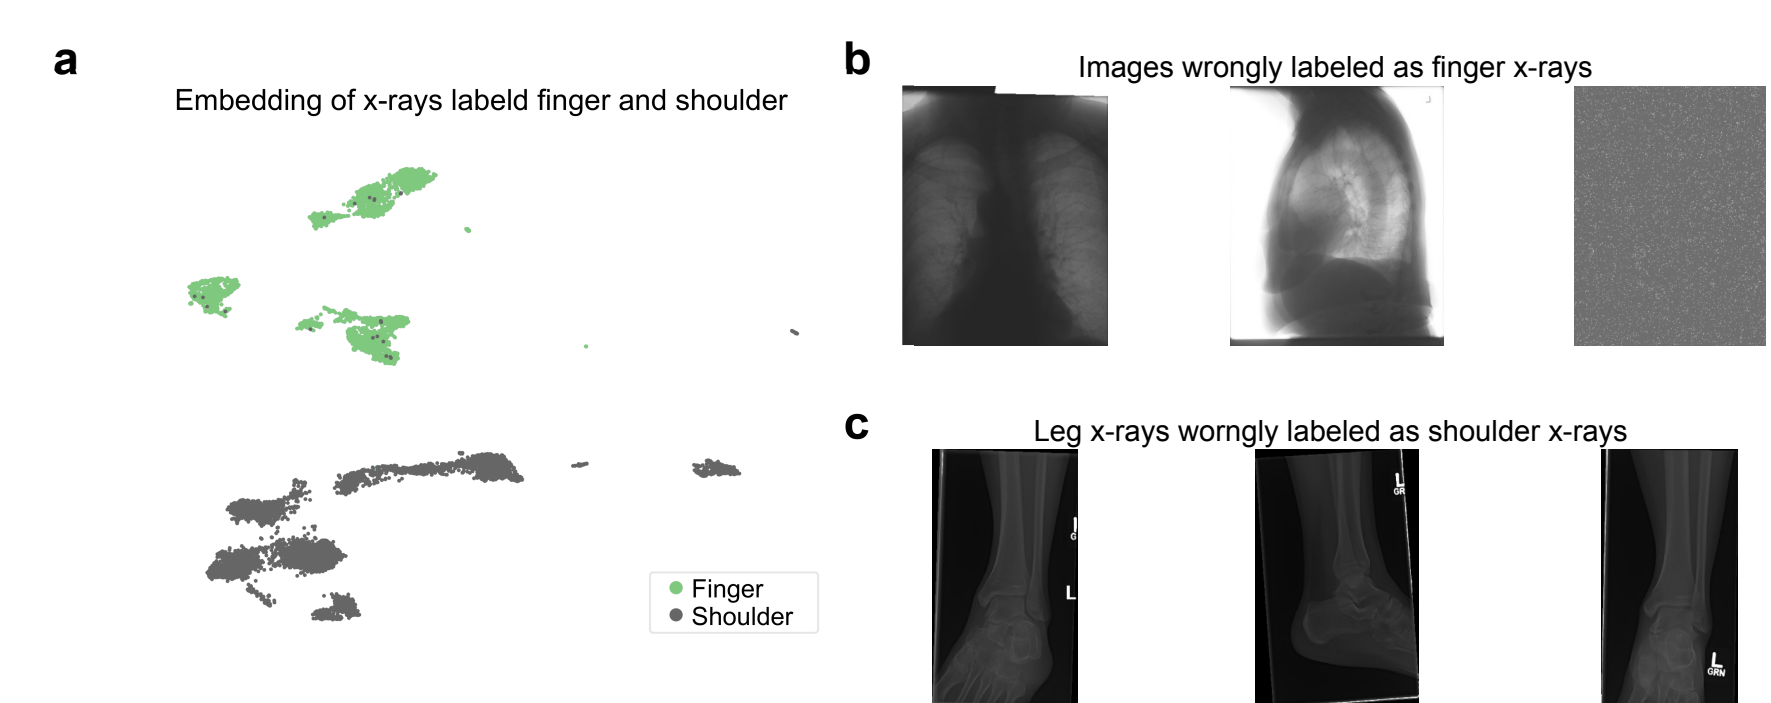 a
Embedding of x-rays labeld finger and shoulder
Finger
Shoulder
b
Images wrongly labeled as finger x-rays
c
Leg x-rays worngly labeled as shoulder x-rays
G
L
L
GR
L
GRN